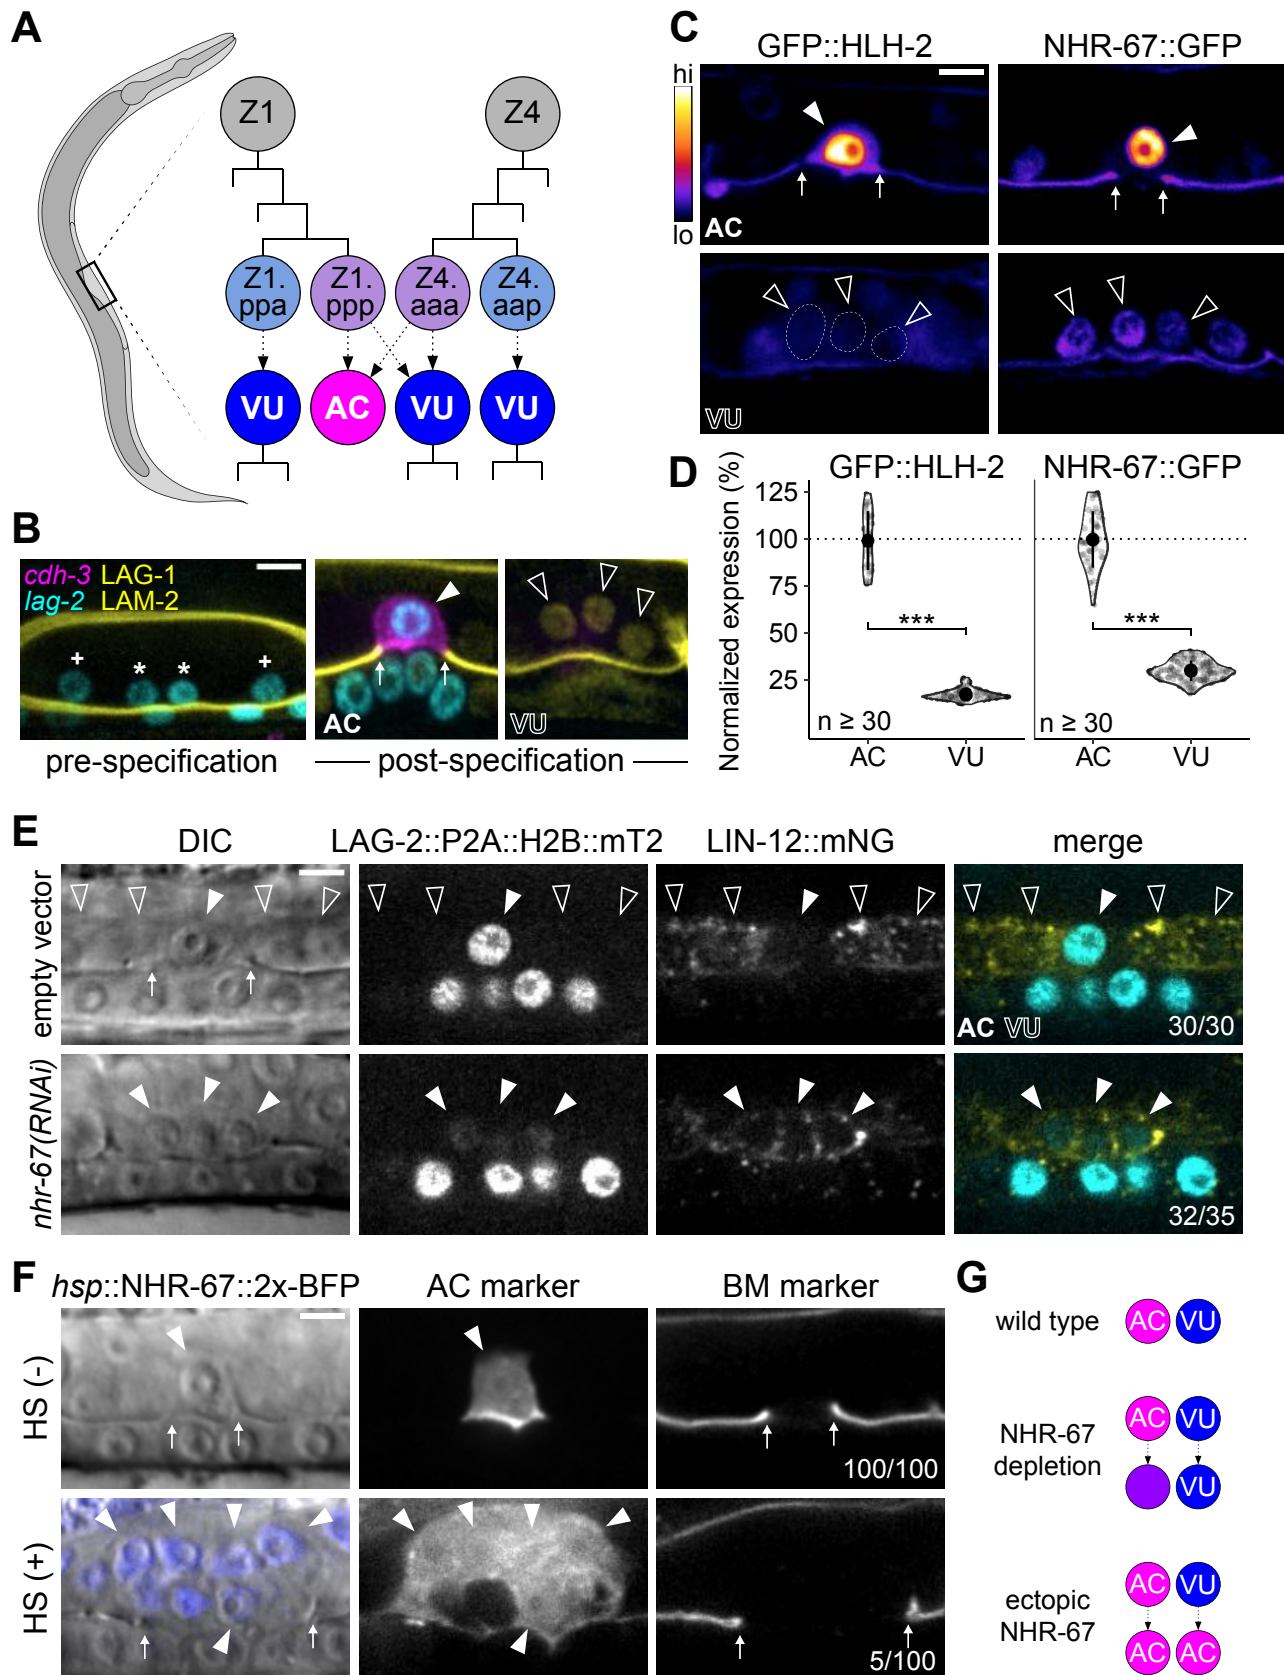 A
Z1
Z4
Z1.
ppa
Z1.
ppp
Z4.
aaa
Z4.
aap
VU
AC
VU
VU
B
cdh-3 LAG-1
lag-2 LAM-2
+ * * +
AC
VU
pre-specification
post-specification
C
GFP::HLH-2
NHR-67::GFP
hi
lo
AC
VU
D
GFP::HLH-2
NHR-67::GFP
Normalized expression (%)
125
100
75
50
25
***
***
n ≥ 30
n ≥ 30
AC
VU
AC
VU
E
DIC
LAG-2::P2A::H2B::mT2
LIN-12::mNG
merge
empty vector
AC VU
30/30
nhr-67(RNAi)
32/35
F
hsp::NHR-67::2x-BFP
AC marker
BM marker
HS (-)
100/100
HS (+)
5/100
G
wild type
AC
VU
NHR-67
depletion
AC
VU
VU
ectopic
NHR-67
AC
VU
AC
AC